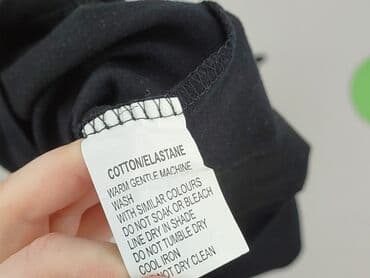 COTTON/ELASTANE
WARM GENTLE MACHINE
WASH
WITH SIMILAR COLOURS
DO NOT SOAK OR BLEACH
LINE DRY IN SHADE
DO NOT TUMBLE DRY
COOL IRON
DO NOT DRY CLEAN